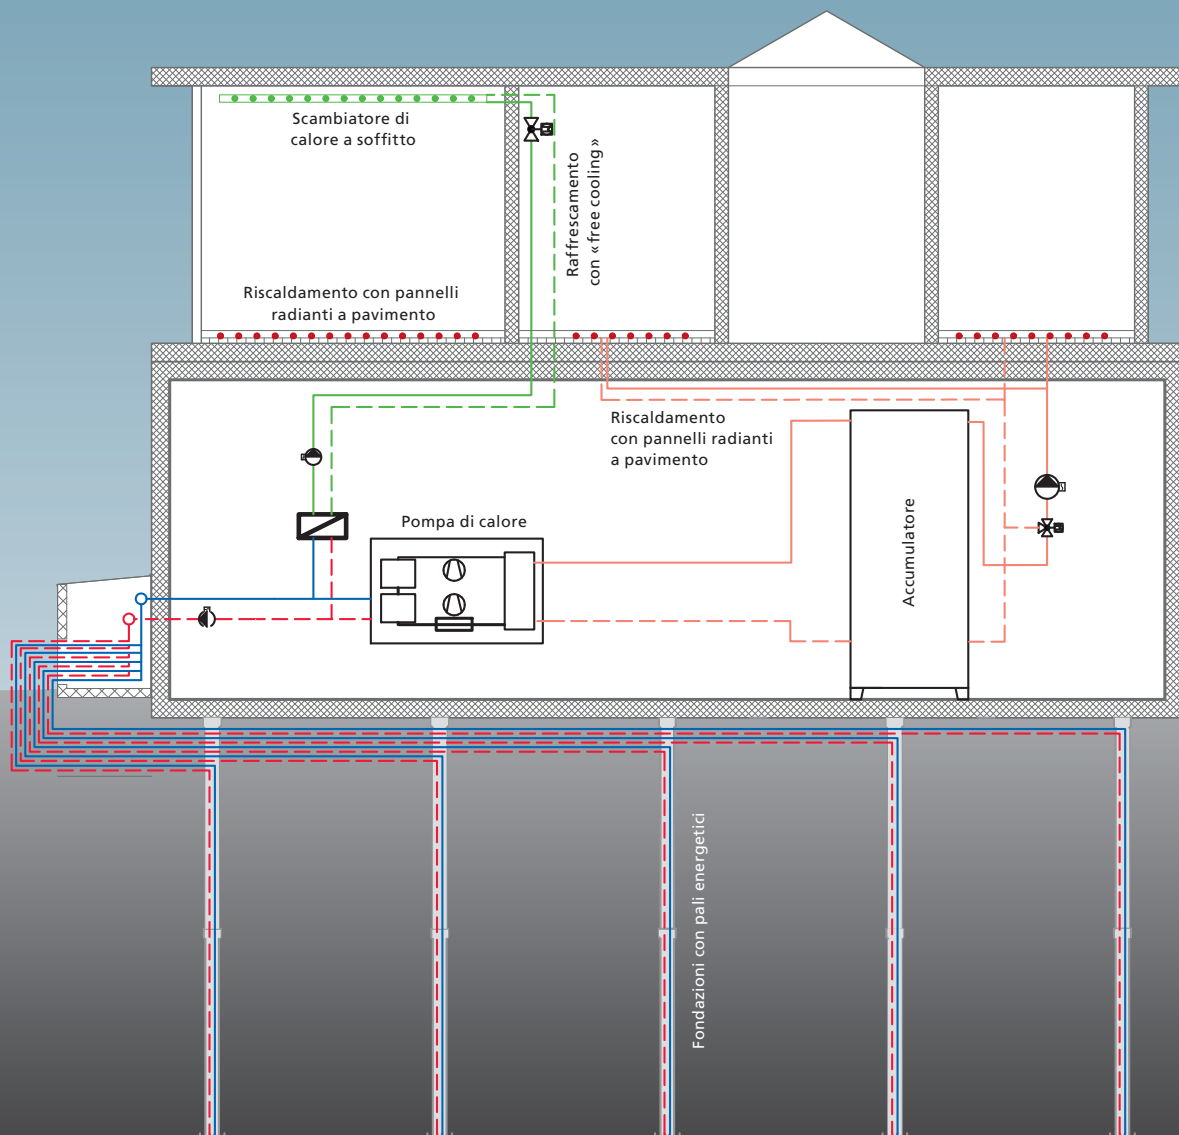 Scambiatore di
calore a soffitto
Raffrescamento
con «free cooling»
Riscaldamento con pannelli
radianti a pavimento
Riscaldamento
con pannelli radianti
a pavimento
Pompa di calore
Accumulatore
Fondazioni con pali energetici